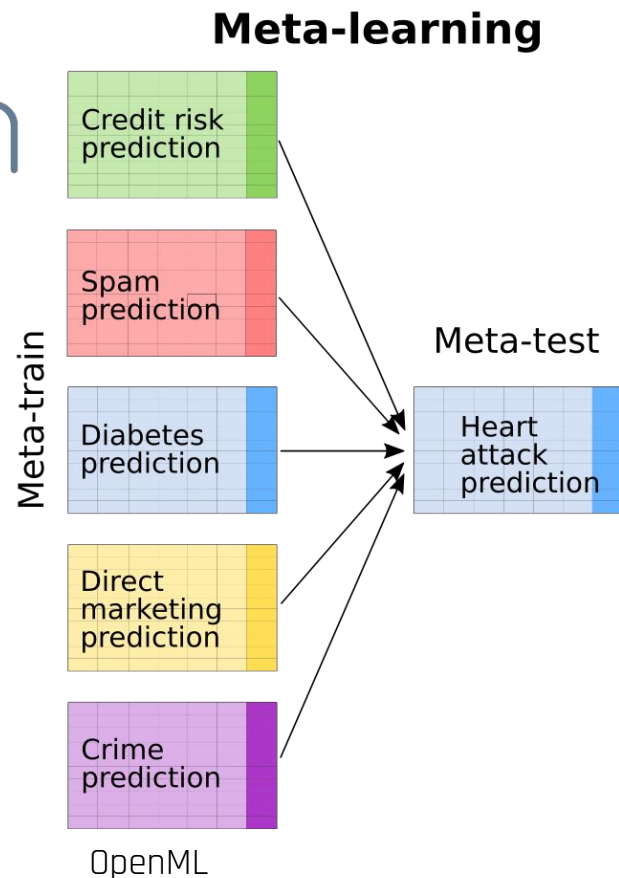 Meta-learning
Credit risk
prediction
Spam
prediction
Meta-train
Diabetes
prediction
Direct
marketing
prediction
Crime
prediction
OpenML
Meta-test
Heart
attack
prediction